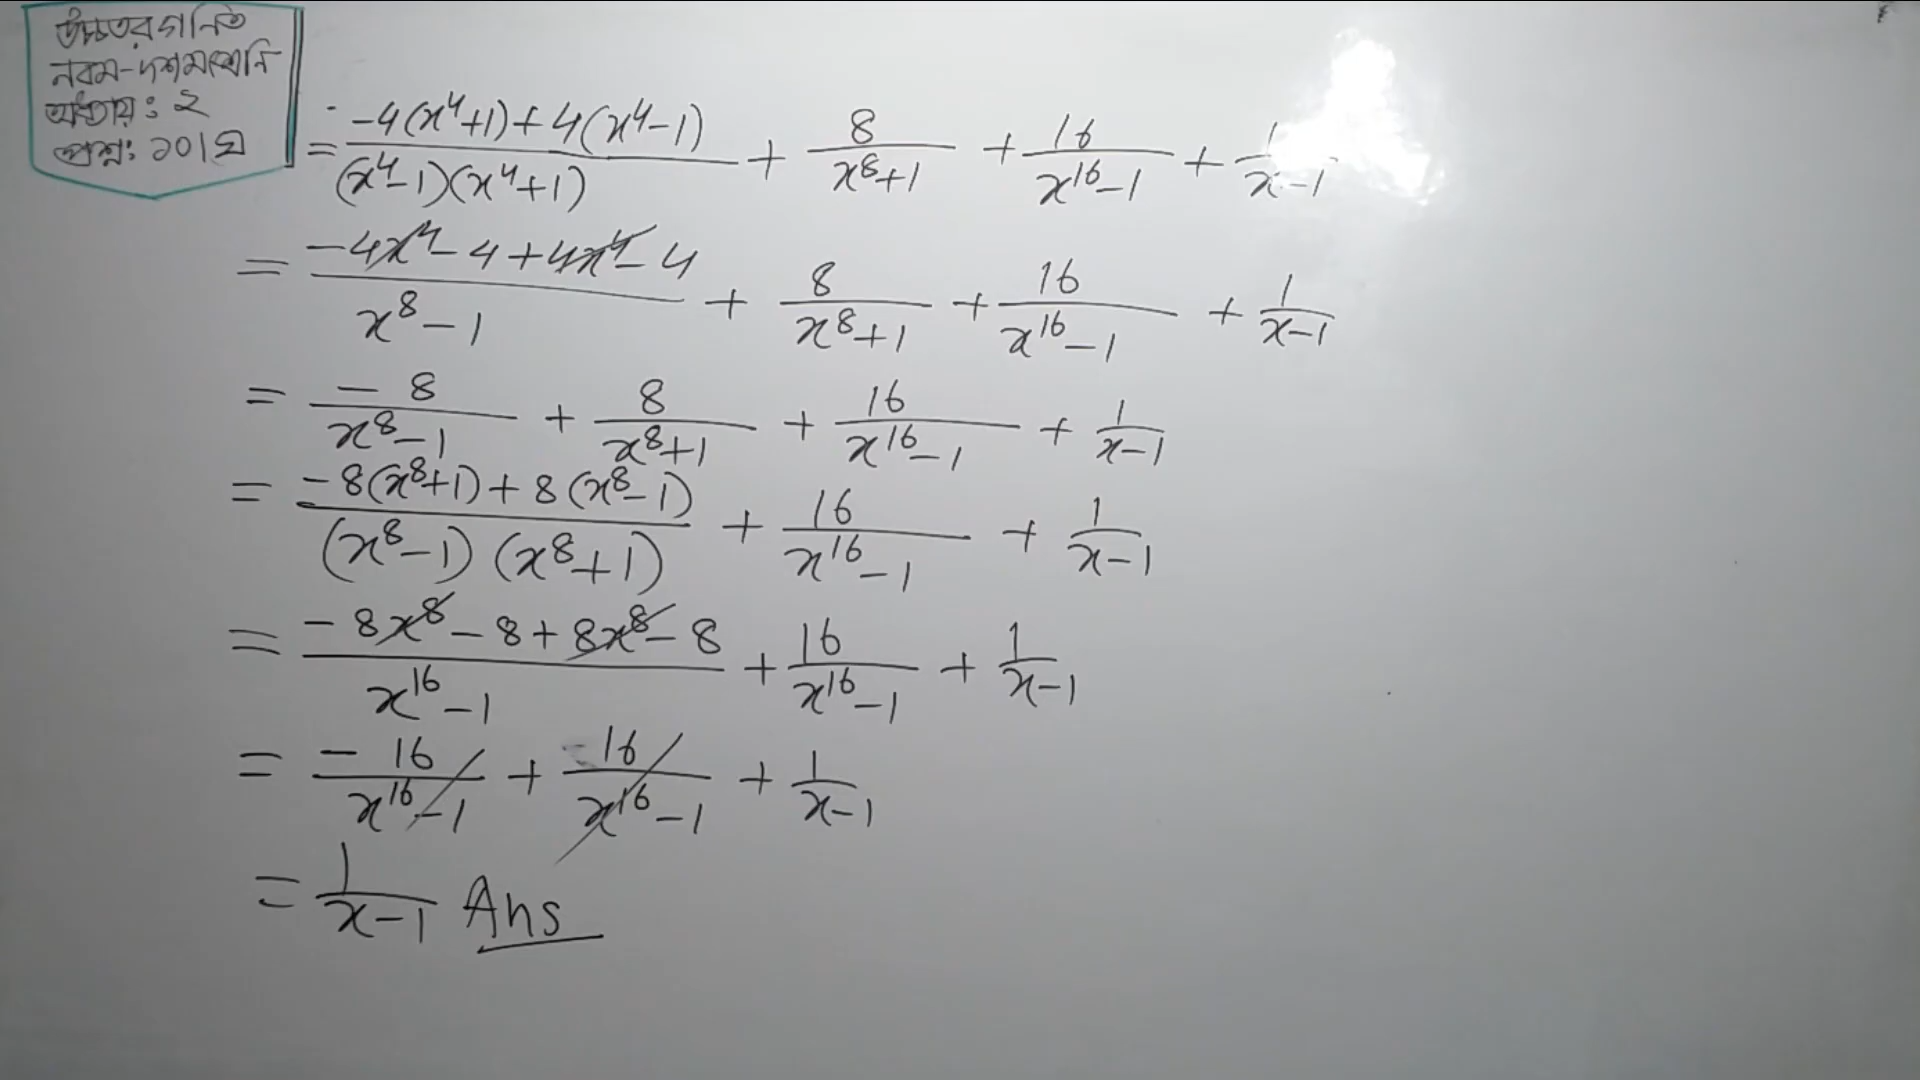 উচ্চতর গণিত
নবম-দশম শ্রেণি
অধ্যায়: ২
প্রশ্ন: ১০।ঘ
= (-4(x⁴+1)+4(x⁴-1))/((x⁴-1)(x⁴+1)) + 8/(x⁸+1) + 16/(x¹⁶-1) + 1/(x-1)
= (-4x⁴-4+4x⁴-4)/(x⁸-1) + 8/(x⁸+1) + 16/(x¹⁶-1) + 1/(x-1)
= -8/(x⁸-1) + 8/(x⁸+1) + 16/(x¹⁶-1) + 1/(x-1)
= (-8(x⁸+1)+8(x⁸-1))/((x⁸-1)(x⁸+1)) + 16/(x¹⁶-1) + 1/(x-1)
= (-8x⁸-8+8x⁸-8)/(x¹⁶-1) + 16/(x¹⁶-1) + 1/(x-1)
= -16/(x¹⁶-1) + 16/(x¹⁶-1) + 1/(x-1)
= 1/(x-1) Ans